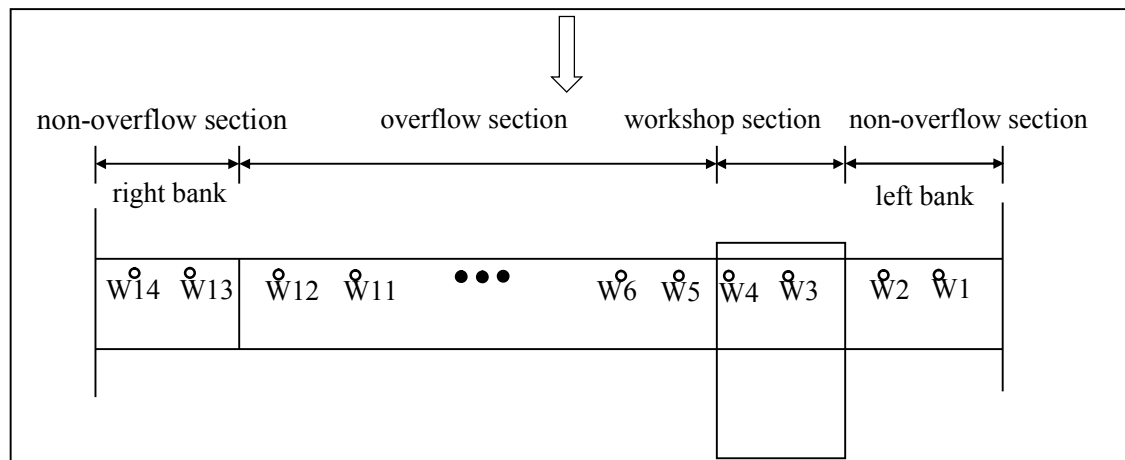 non-overflow section overflow section workshop section non-overflow section
right bank left bank
W14 W13 W12 W11 W6 W5 W4 W3 W2 W1